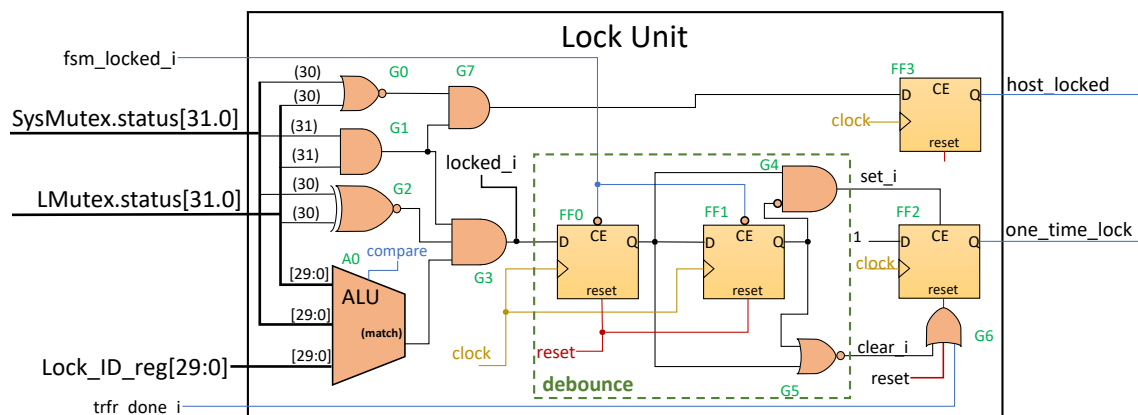 Lock Unit
fsm_locked_i
(30)
G0
G7
FF3
CE
D
Q
host_locked
(30)
SysMutex.status[31.0]
(31)
G1
clock
reset
(31)
locked_i
G4
(30)
G2
set_i
LMutex.status[31.0]
(30)
FF0
FF1
FF2
D
CE
Q
D
CE
Q
1
D
CE
Q
one_time_lock
compare
A0
G3
clock
[29:0]
ALU
reset
reset
reset
[29:0]
(match)
G6
[29:0]
clock
reset
clear_i
Lock_ID_reg[29:0]
debounce
G5
reset
trfr_done_i